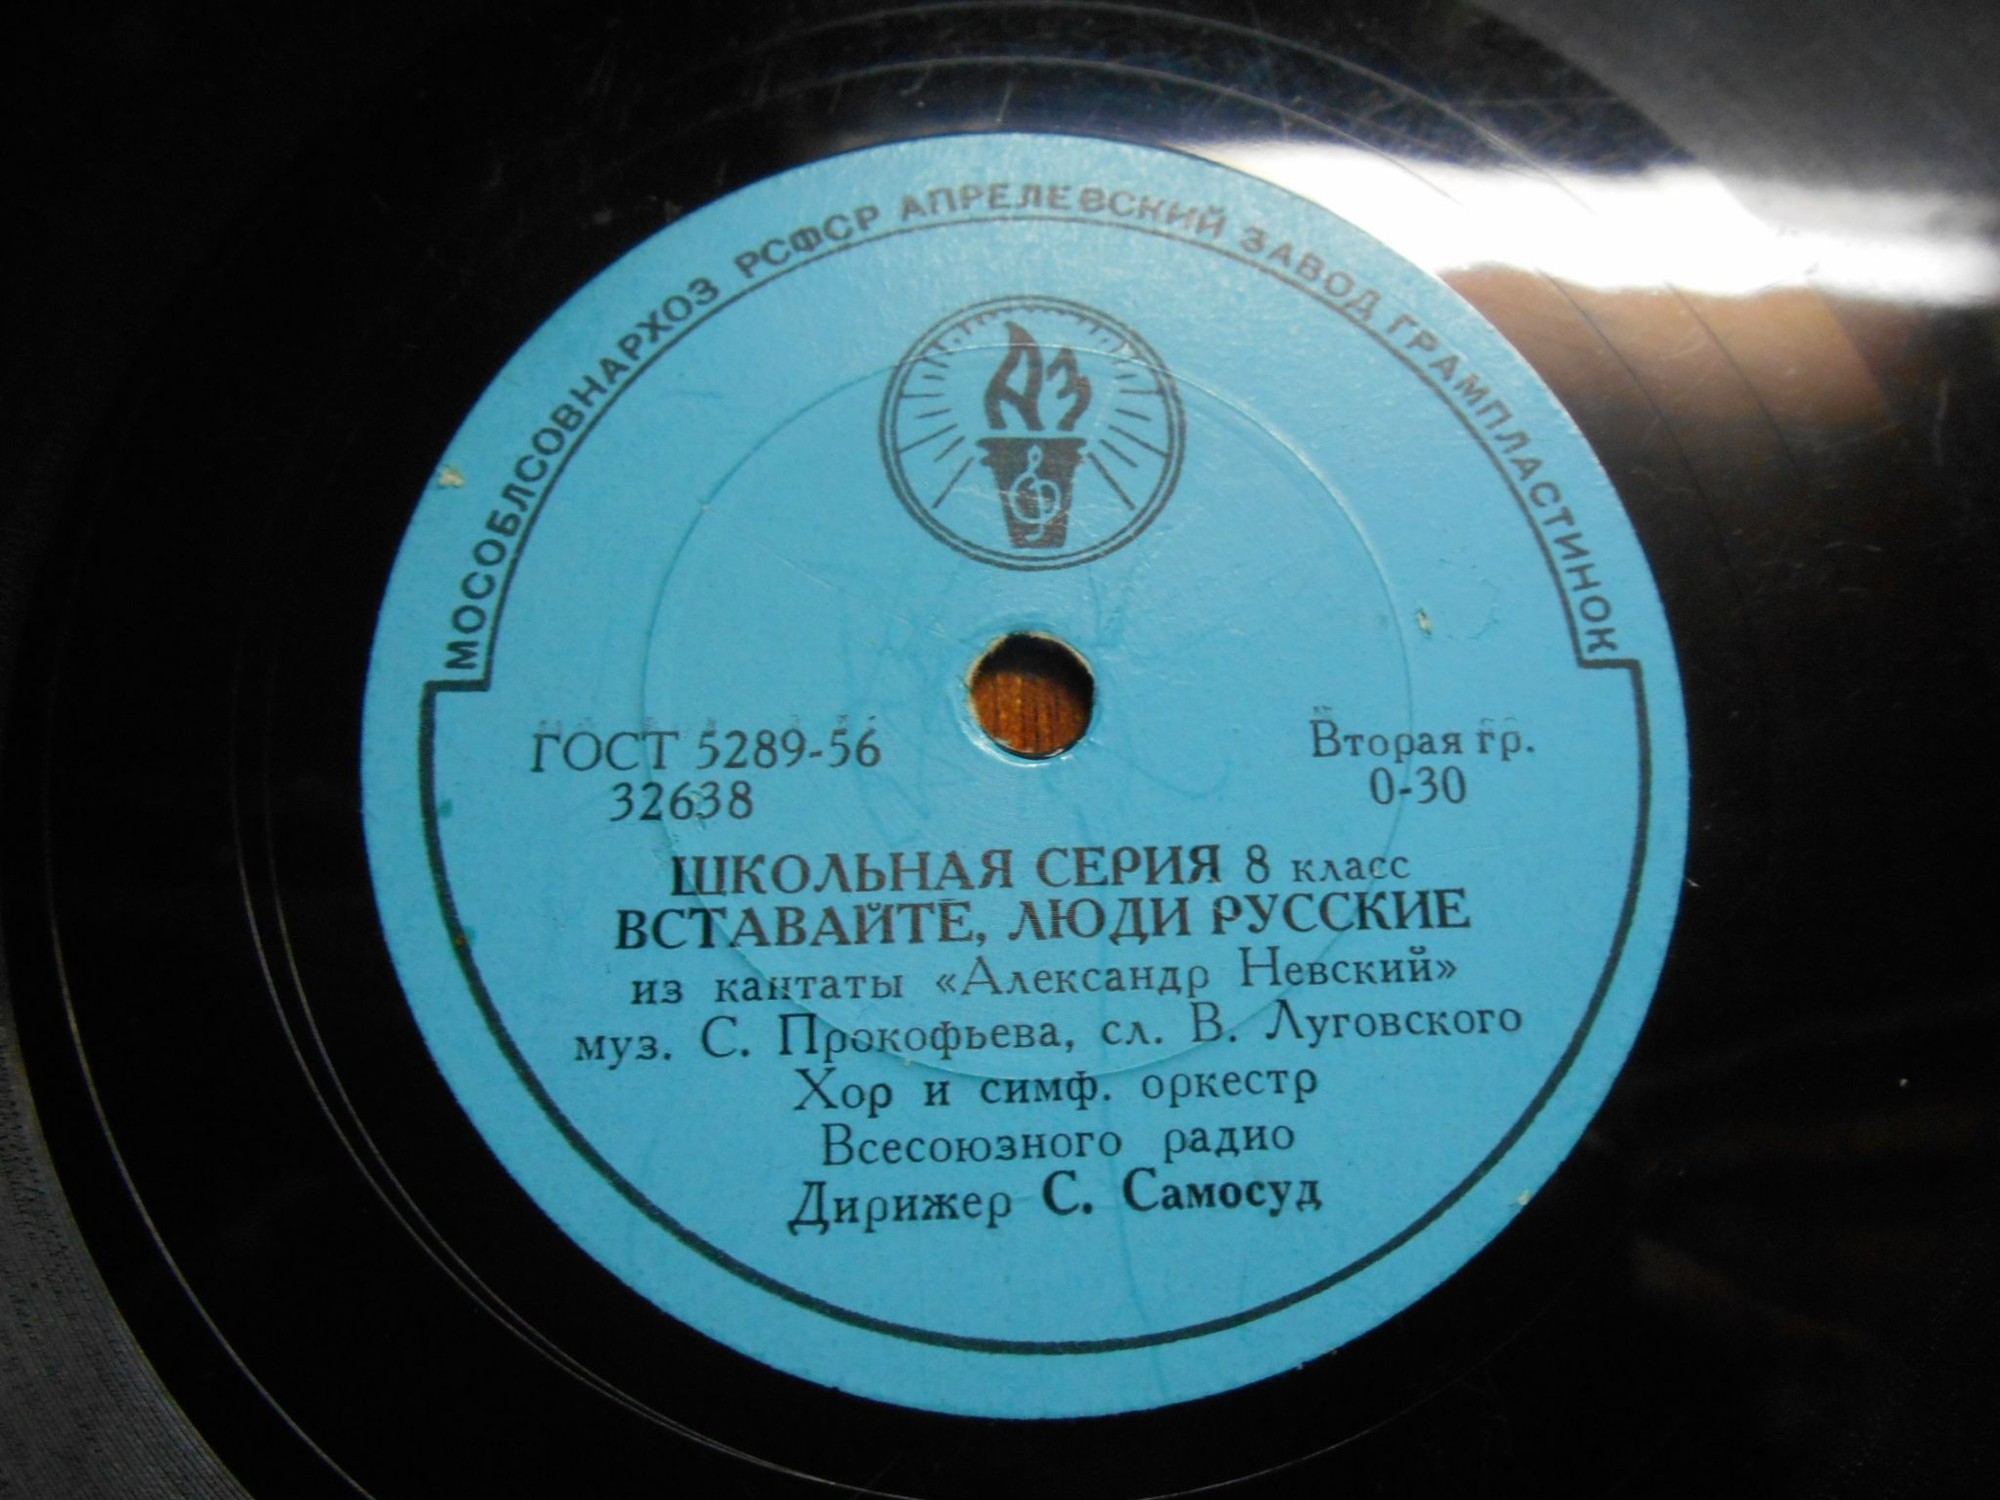 МОСОБЛСОВНАРХОЗ РСФСР АПРЕЛЕВСКИЙ ЗАВОД ГРАМПЛАСТИНОК
АЗ
ГОСТ 5289-56
32638
Вторая гр.
0-30
ШКОЛЬНАЯ СЕРИЯ 8 класс
ВСТАВАЙТЕ, ЛЮДИ РУССКИЕ
из кантаты «Александр Невский»
муз. С. Прокофьева, сл. В. Луговского
Хор и симф. оркестр
Всесоюзного радио
Дирижер С. Самосуд